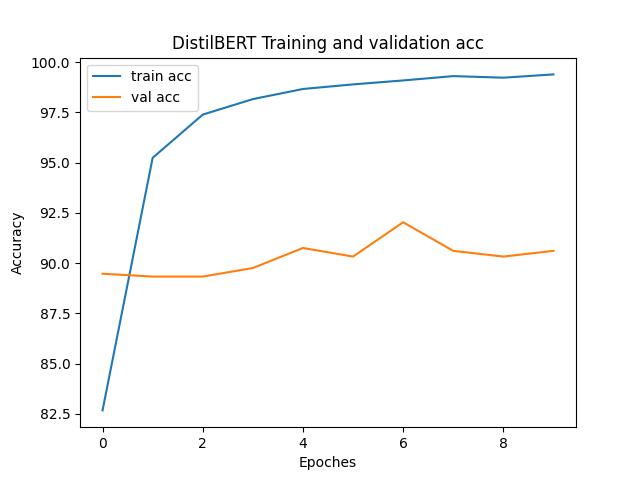 DistilBERT Training and validation acc
train acc
val acc
100.0
97.5
95.0
92.5
90.0
87.5
85.0
82.5
Accuracy
0 2 4 6 8
Epoches